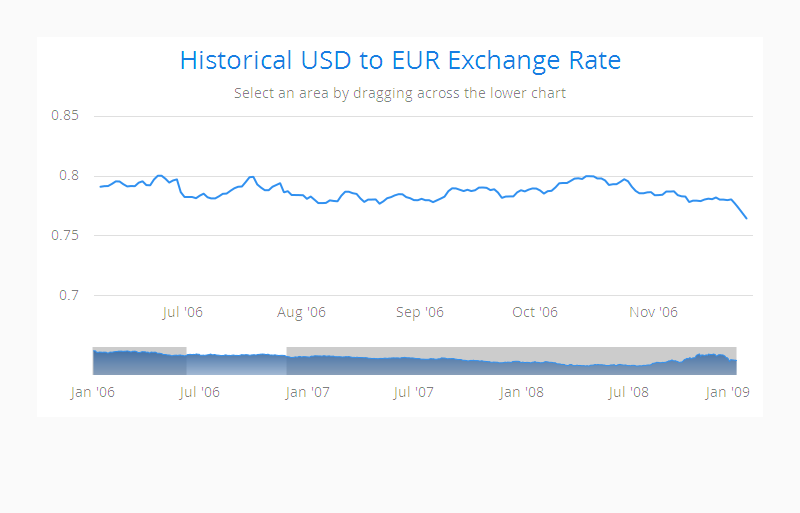 Historical USD to EUR Exchange Rate
Select an area by dragging across the lower chart
0.85
0.8
0.75
0.7
Jul '06 Aug '06 Sep '06 Oct '06 Nov '06
Jan '06 Jul '06 Jan '07 Jul '07 Jan '08 Jul '08 Jan '09